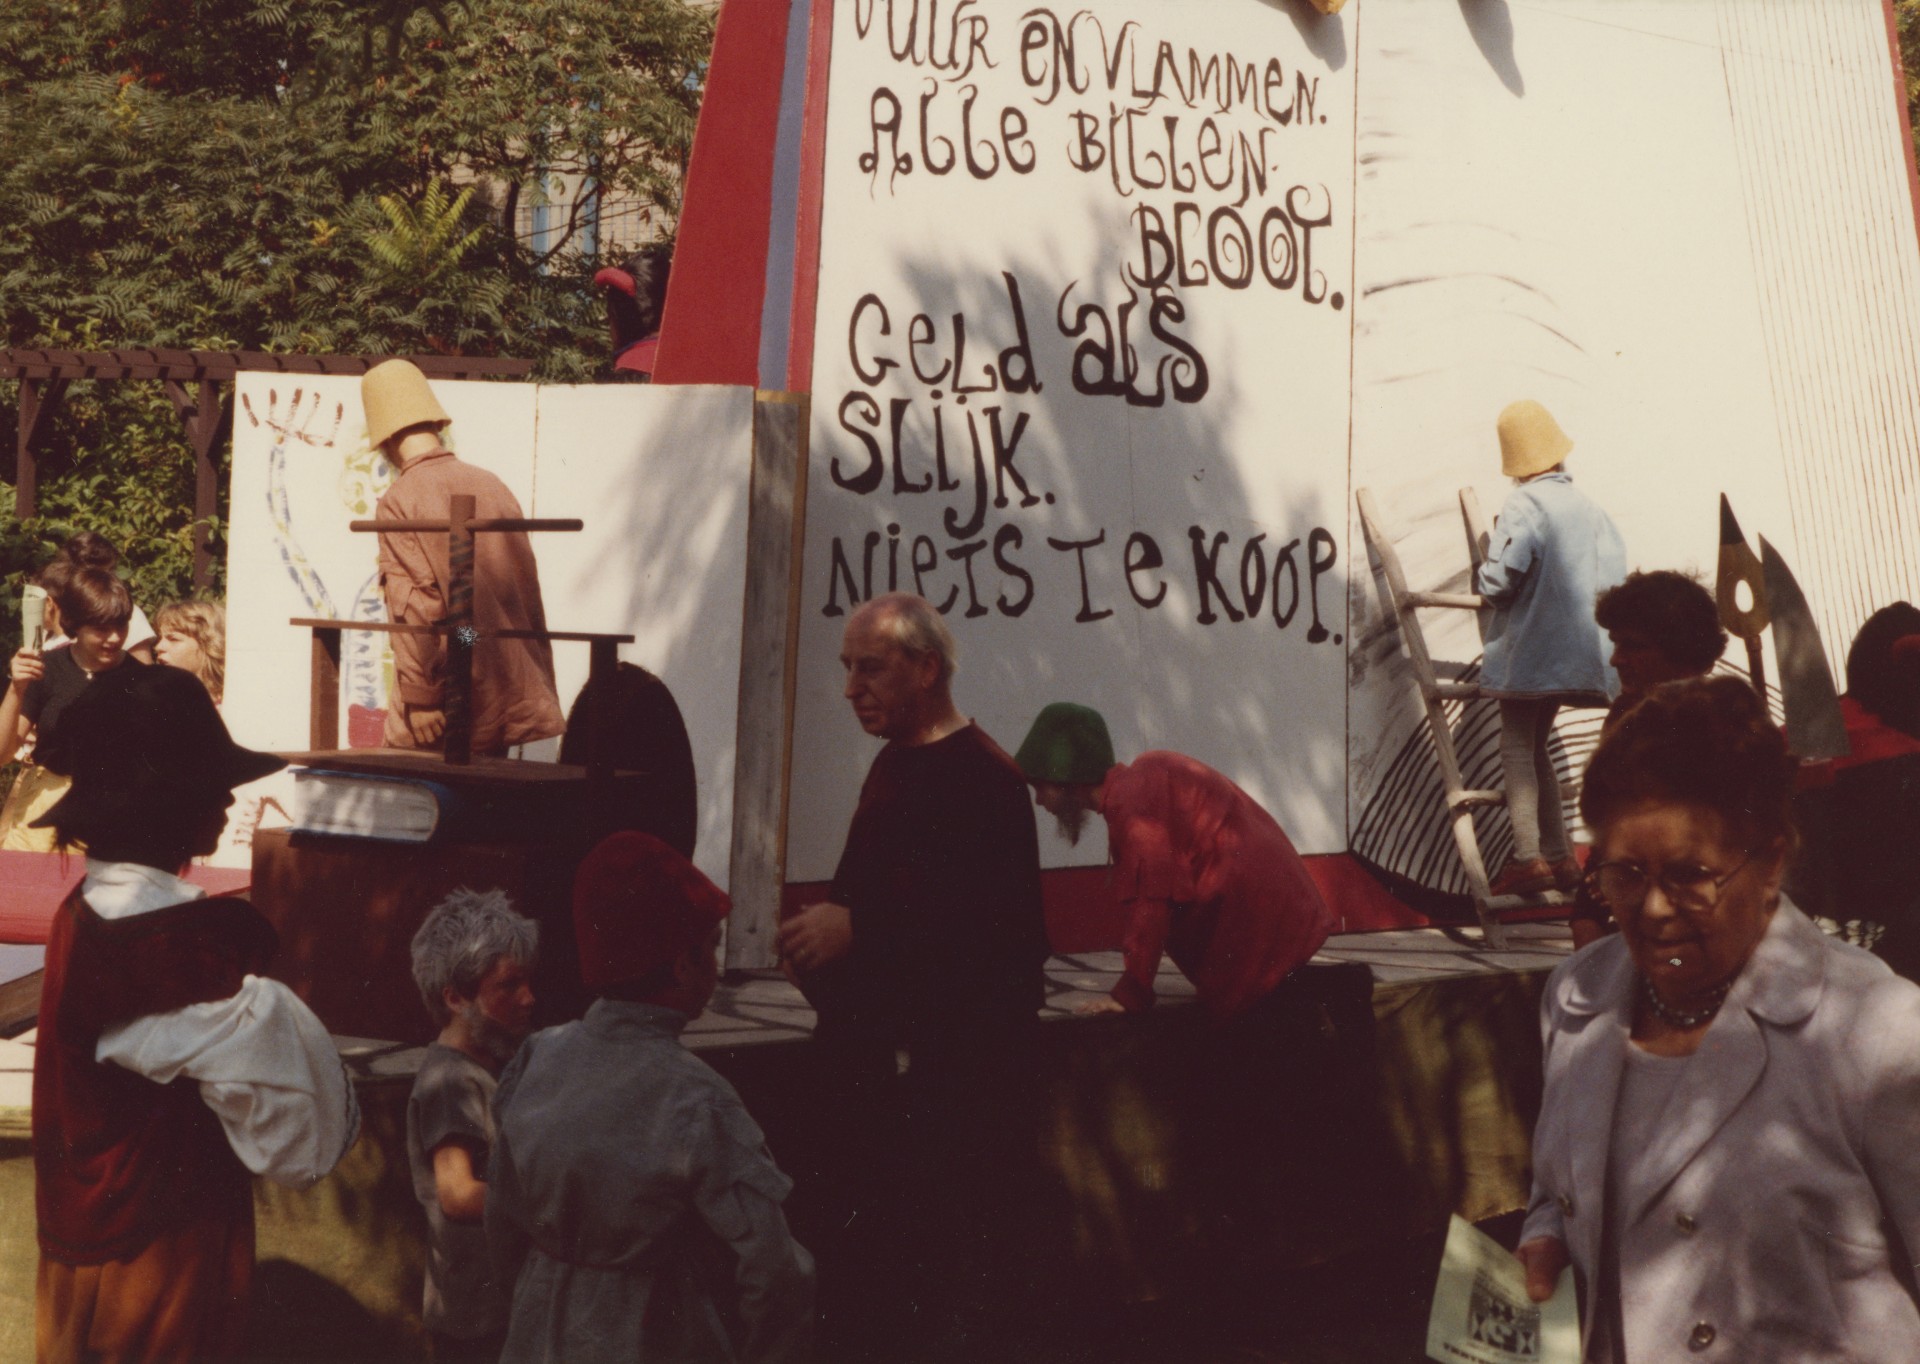 VUUR EN VLAMMEN.
Alle Billen
BLOOT.
Geld als
SLIJK.
Niets Te Koop.